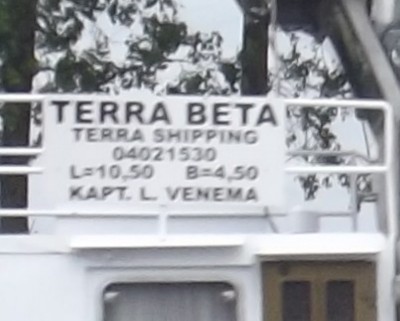 TERRA BETA
TERRA SHIPPING
04021530
L=10,50 B=4,50
KAPT. L. VENEMA